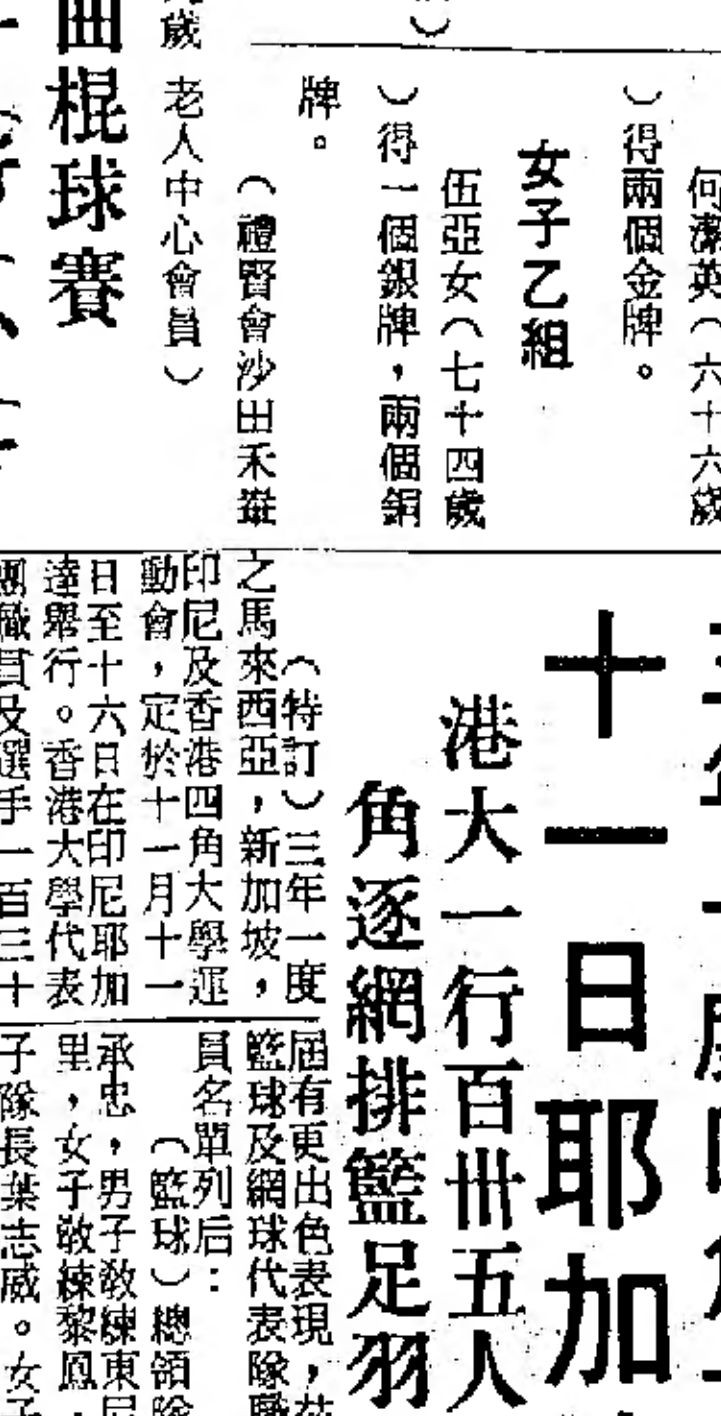 何潔英（六十六歲
）得兩個金牌。
女子乙組
伍亞女（七十四歲
）得一個銀牌，兩個銅
牌。
（禮賢會沙田禾輋
老人中心會員）
歲
曲棍球賽
十一日耶加
港大一行百卅五人
角逐網排籃足羽
（特訂）三年一度
之馬來西亞，新加坡，
印尼及香港四角大學運
動會，定於十一月十一
日至十六日在印尼耶加
達舉行。香港大學代表
團職員及選手一百三十
屆有更出色表現，茲
籃球及網球代表隊職
員名單列后：
（籃球）總領隊
承忠，男子敎練東尼
里，女子敎練黎鳳
子隊長葉志威。女子